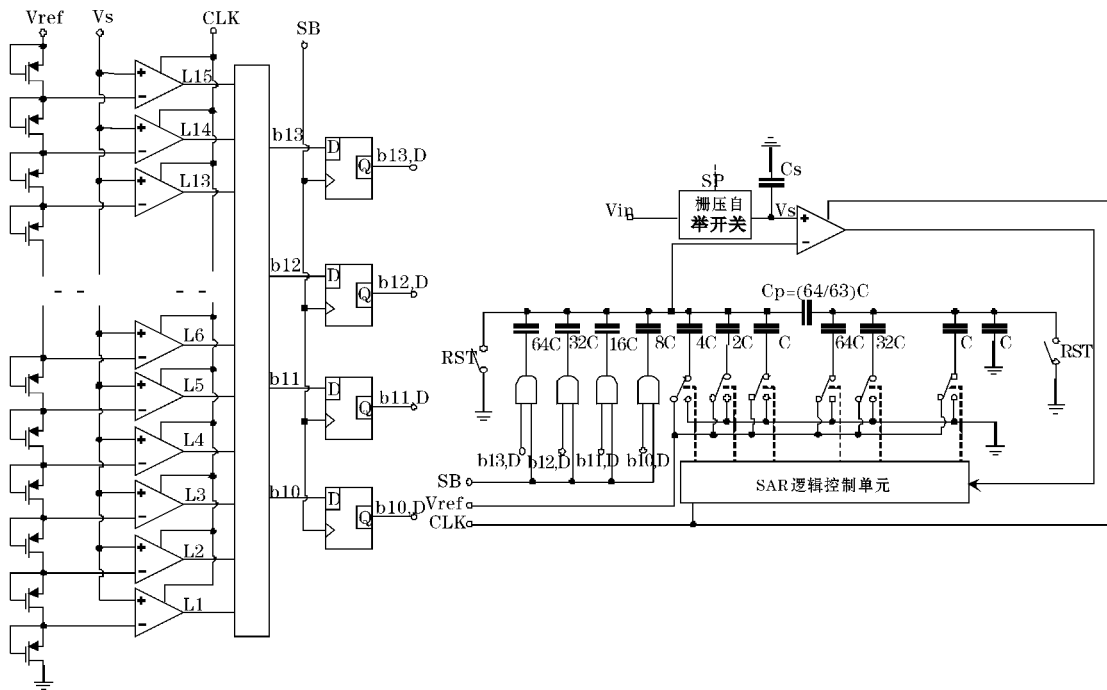 Vref Vs CLK SB
L15
L14
L13
L6
L5
L4
L3
L2
L1
b13 D Q b13,D
b12 D Q b12,D
b11 D Q b11,D
b10 D Q b10,D
SP Cs
Vin 栅压自 Vs
举开关
Cp=(64/63)C
RST 64C 32C 16C 8C 4C 2C C 64C 32C C C RST
b13,D b12,D b11,D b10,D
SB
Vref SAR逻辑控制单元
CLK